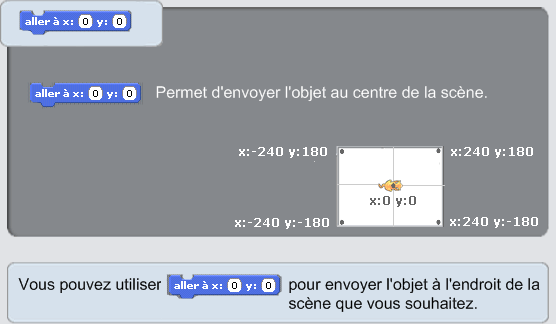 aller à x: 0 y: 0
aller à x: 0 y: 0 Permet d'envoyer l'objet au centre de la scène.
x:-240 y:180 x:240 y:180
x:0 y:0
x:-240 y:-180 x:240 y:-180
Vous pouvez utiliser aller à x: 0 y: 0 pour envoyer l'objet à l'endroit de la
scène que vous souhaitez.